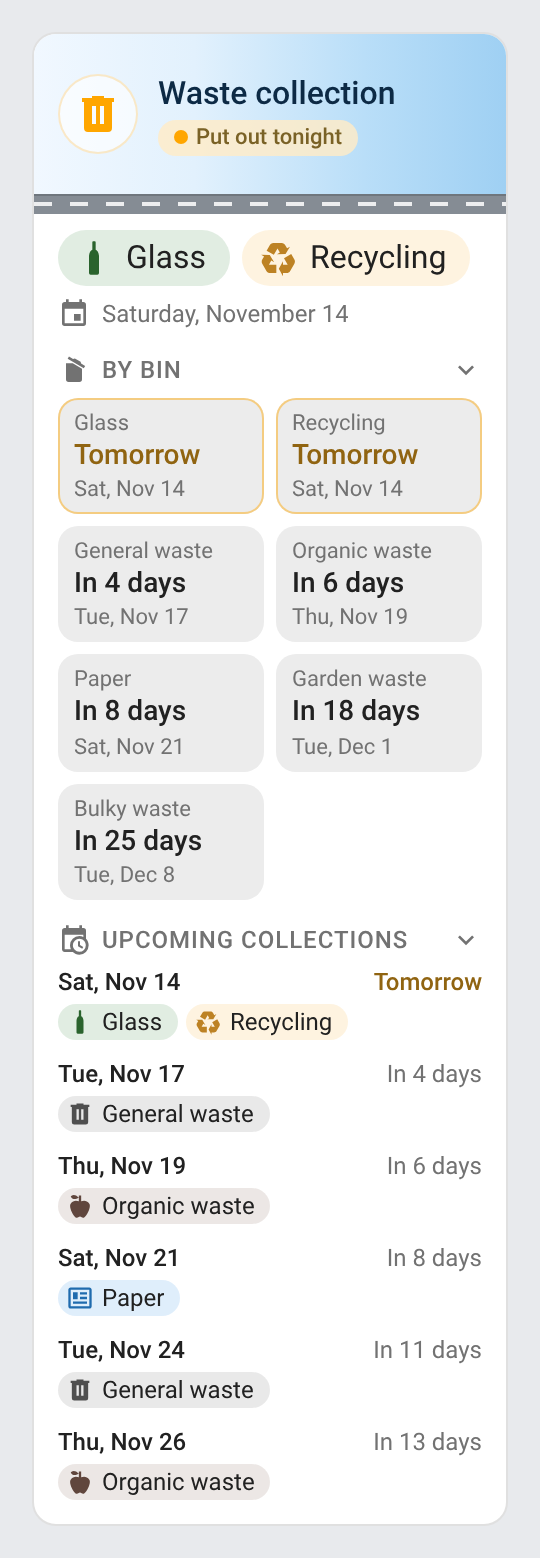 Waste collection
Put out tonight
Glass
Recycling
Saturday, November 14
BY BIN
Glass
Tomorrow
Sat, Nov 14
Recycling
Tomorrow
Sat, Nov 14
General waste
In 4 days
Tue, Nov 17
Organic waste
In 6 days
Thu, Nov 19
Paper
In 8 days
Sat, Nov 21
Garden waste
In 18 days
Tue, Dec 1
Bulky waste
In 25 days
Tue, Dec 8
UPCOMING COLLECTIONS
Sat, Nov 14 Tomorrow
Glass Recycling
Tue, Nov 17 In 4 days
General waste
Thu, Nov 19 In 6 days
Organic waste
Sat, Nov 21 In 8 days
Paper
Tue, Nov 24 In 11 days
General waste
Thu, Nov 26 In 13 days
Organic waste